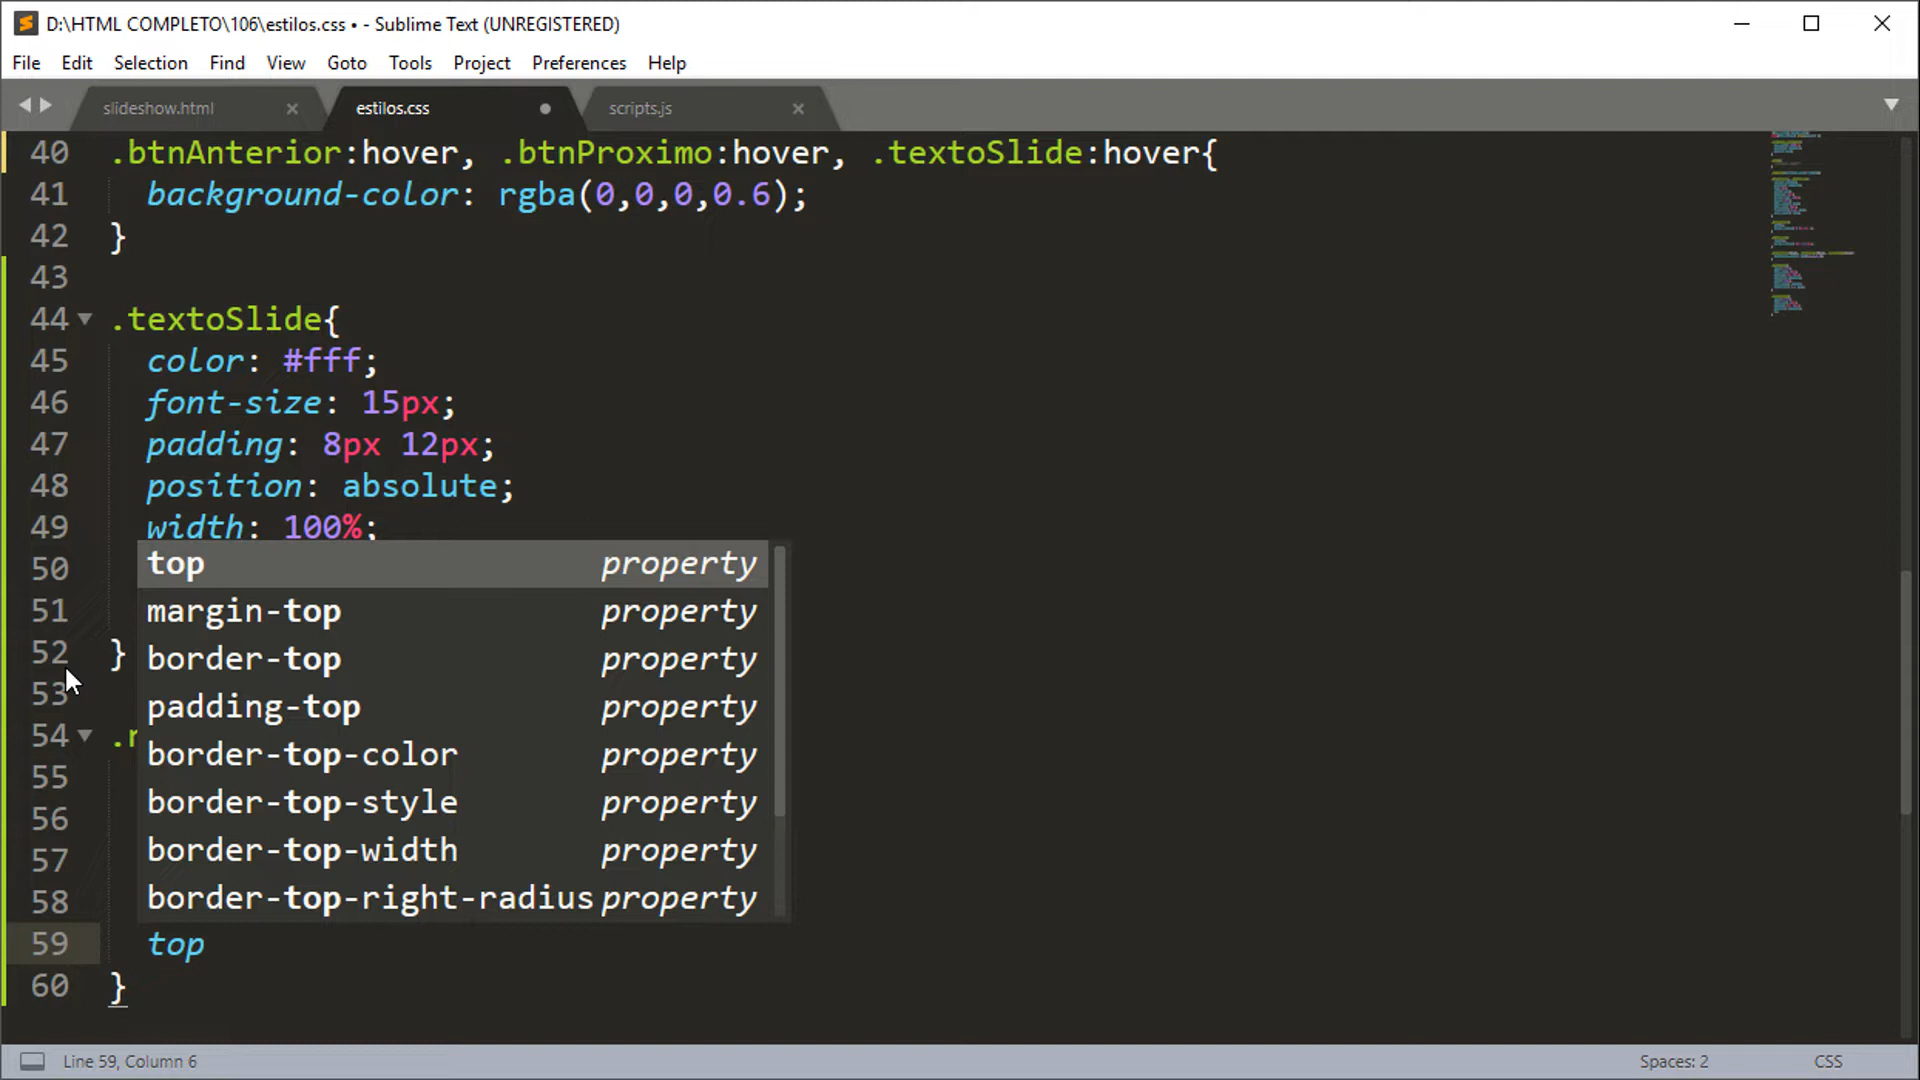 D:\HTML COMPLETO\106\estilos.css • - Sublime Text (UNREGISTERED)
File Edit Selection Find View Goto Tools Project Preferences Help
slideshow.html estilos.css scripts.js
40 .btnAnterior:hover, .btnProximo:hover, .textoSlide:hover{
41 background-color: rgba(0,0,0,0.6);
42 }
43
44 .textoSlide{
45 color: #fff;
46 font-size: 15px;
47 padding: 8px 12px;
48 position: absolute;
49 width: 100%;
50
top property
51
margin-top property
52 }
border-top property
53
padding-top property
54 .r
border-top-color property
55
border-top-style property
56
border-top-width property
57
border-top-right-radius property
58
59 top
60 }
Line 59, Column 6 Spaces: 2 CSS